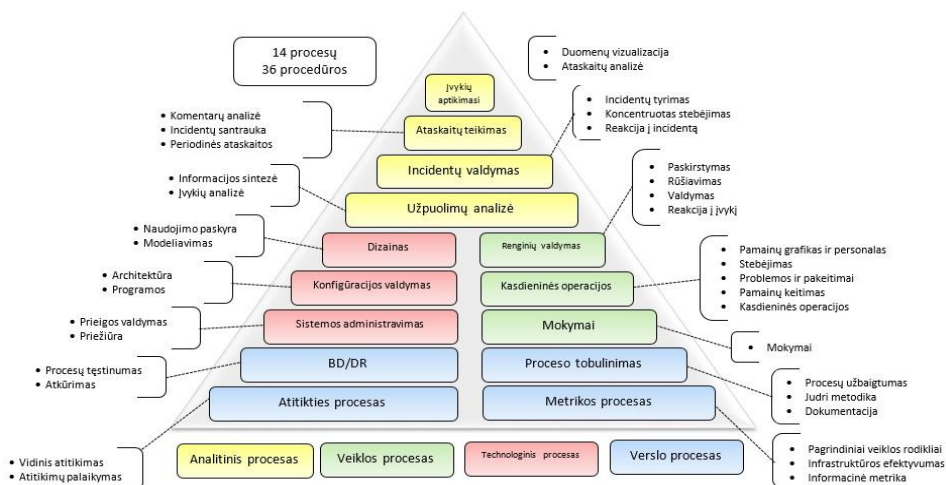 14 procesų
36 procedūros
• Duomenų vizualizacija
• Ataskaitų analizė
Įvykių
aptikimasi
• Komentarų analizė
• Incidentų santrauka
• Periodinės ataskaitos
Ataskaitų teikimas
• Incidentų tyrimas
• Koncentruotas stebėjimas
• Reakcija į incidentą
Incidentų valdymas
• Informacijos sintezė
• Įvykių analizė
Užpuolimų analizė
• Paskirstymas
• Rūšiavimas
• Valdymas
• Reakcija į įvykį
• Naudojimo paskyra
• Modeliavimas
Dizainas
Renginių valdymas
• Architektūra
• Programos
Konfigūracijos valdymas
Kasdieninės operacijos
• Pamainų grafikas ir personalas
• Stebėjimas
• Problemos ir pakeitimai
• Pamainų keitimas
• Kasdieninės operacijos
• Prieigos valdymas
• Priežiūra
Sistemos administravimas
Mokymai
• Mokymai
• Procesų tęstinumas
• Atkūrimas
BD/DR
Proceso tobulinimas
• Procesų užbaigtumas
• Judri metodika
• Dokumentacija
Atitikties procesas
Metrikos procesas
• Vidinis atitikimas
• Atitikimų palaikymas
• Pagrindiniai veiklos rodikliai
• Infrastruktūros efektyvumas
• Informacinė metrika
Analitinis procesas
Veiklos procesas
Technologinis procesas
Verslo procesas